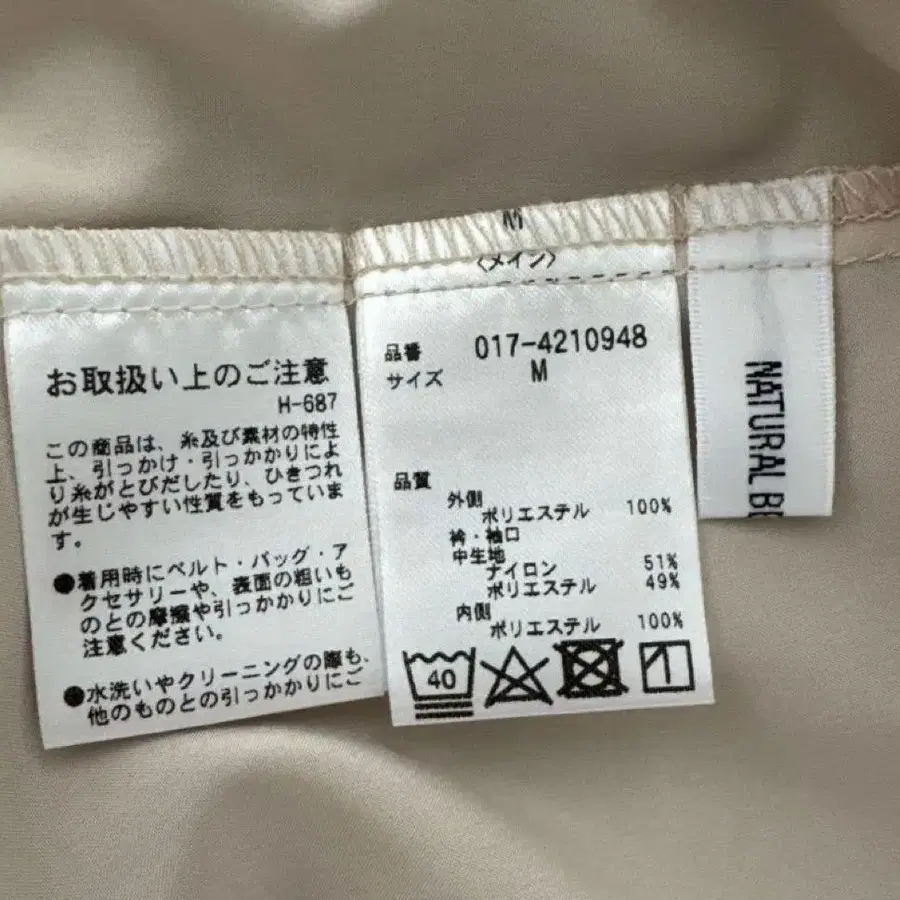 お取扱い上のご注意
H-687
この商品は、糸及び素材の特性
上、引っかけ・引っかかりによ
り糸がとびだしたり、ひきつれ
が生じやすい性質をもっていま
す。
●着用時にベルト・バッグ・ア
クセサリーや、表面の粗いも
のとの摩擦や引っかかりにご
注意ください。
●水洗いやクリーニングの際も、
他のものとの引っかかりにご
M
〈メイン〉
品番 017-4210948
サイズ M
品質
外側
ポリエステル 100%
衿・袖口
中生地
ナイロン 51%
ポリエステル 49%
内側
ポリエステル 100%
40
NATURAL BE